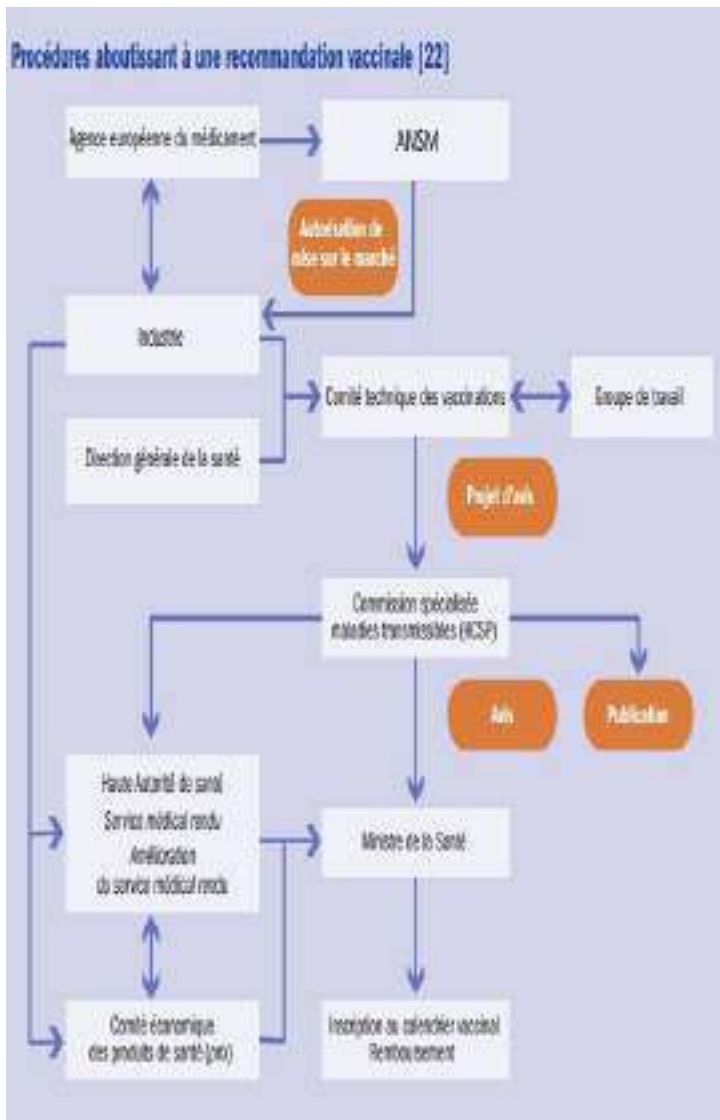 Procédures aboutissant à une recommandation vaccinale [22]
Agence européenne du médicament
ANSM
Autorisation de
mise sur le marché
Industrie
Comité technique des vaccinations
Groupe de travail
Direction générale de la santé
Projet d'avis
Commission spécialisée
maladies transmissibles (HCSP)
Avis
Publication
Haute Autorité de santé
Service médical rendu
Amélioration
du service médical rendu
Ministre de la Santé
Comité économique
des produits de santé (prix)
Inscription au calendrier vaccinal
Remboursement